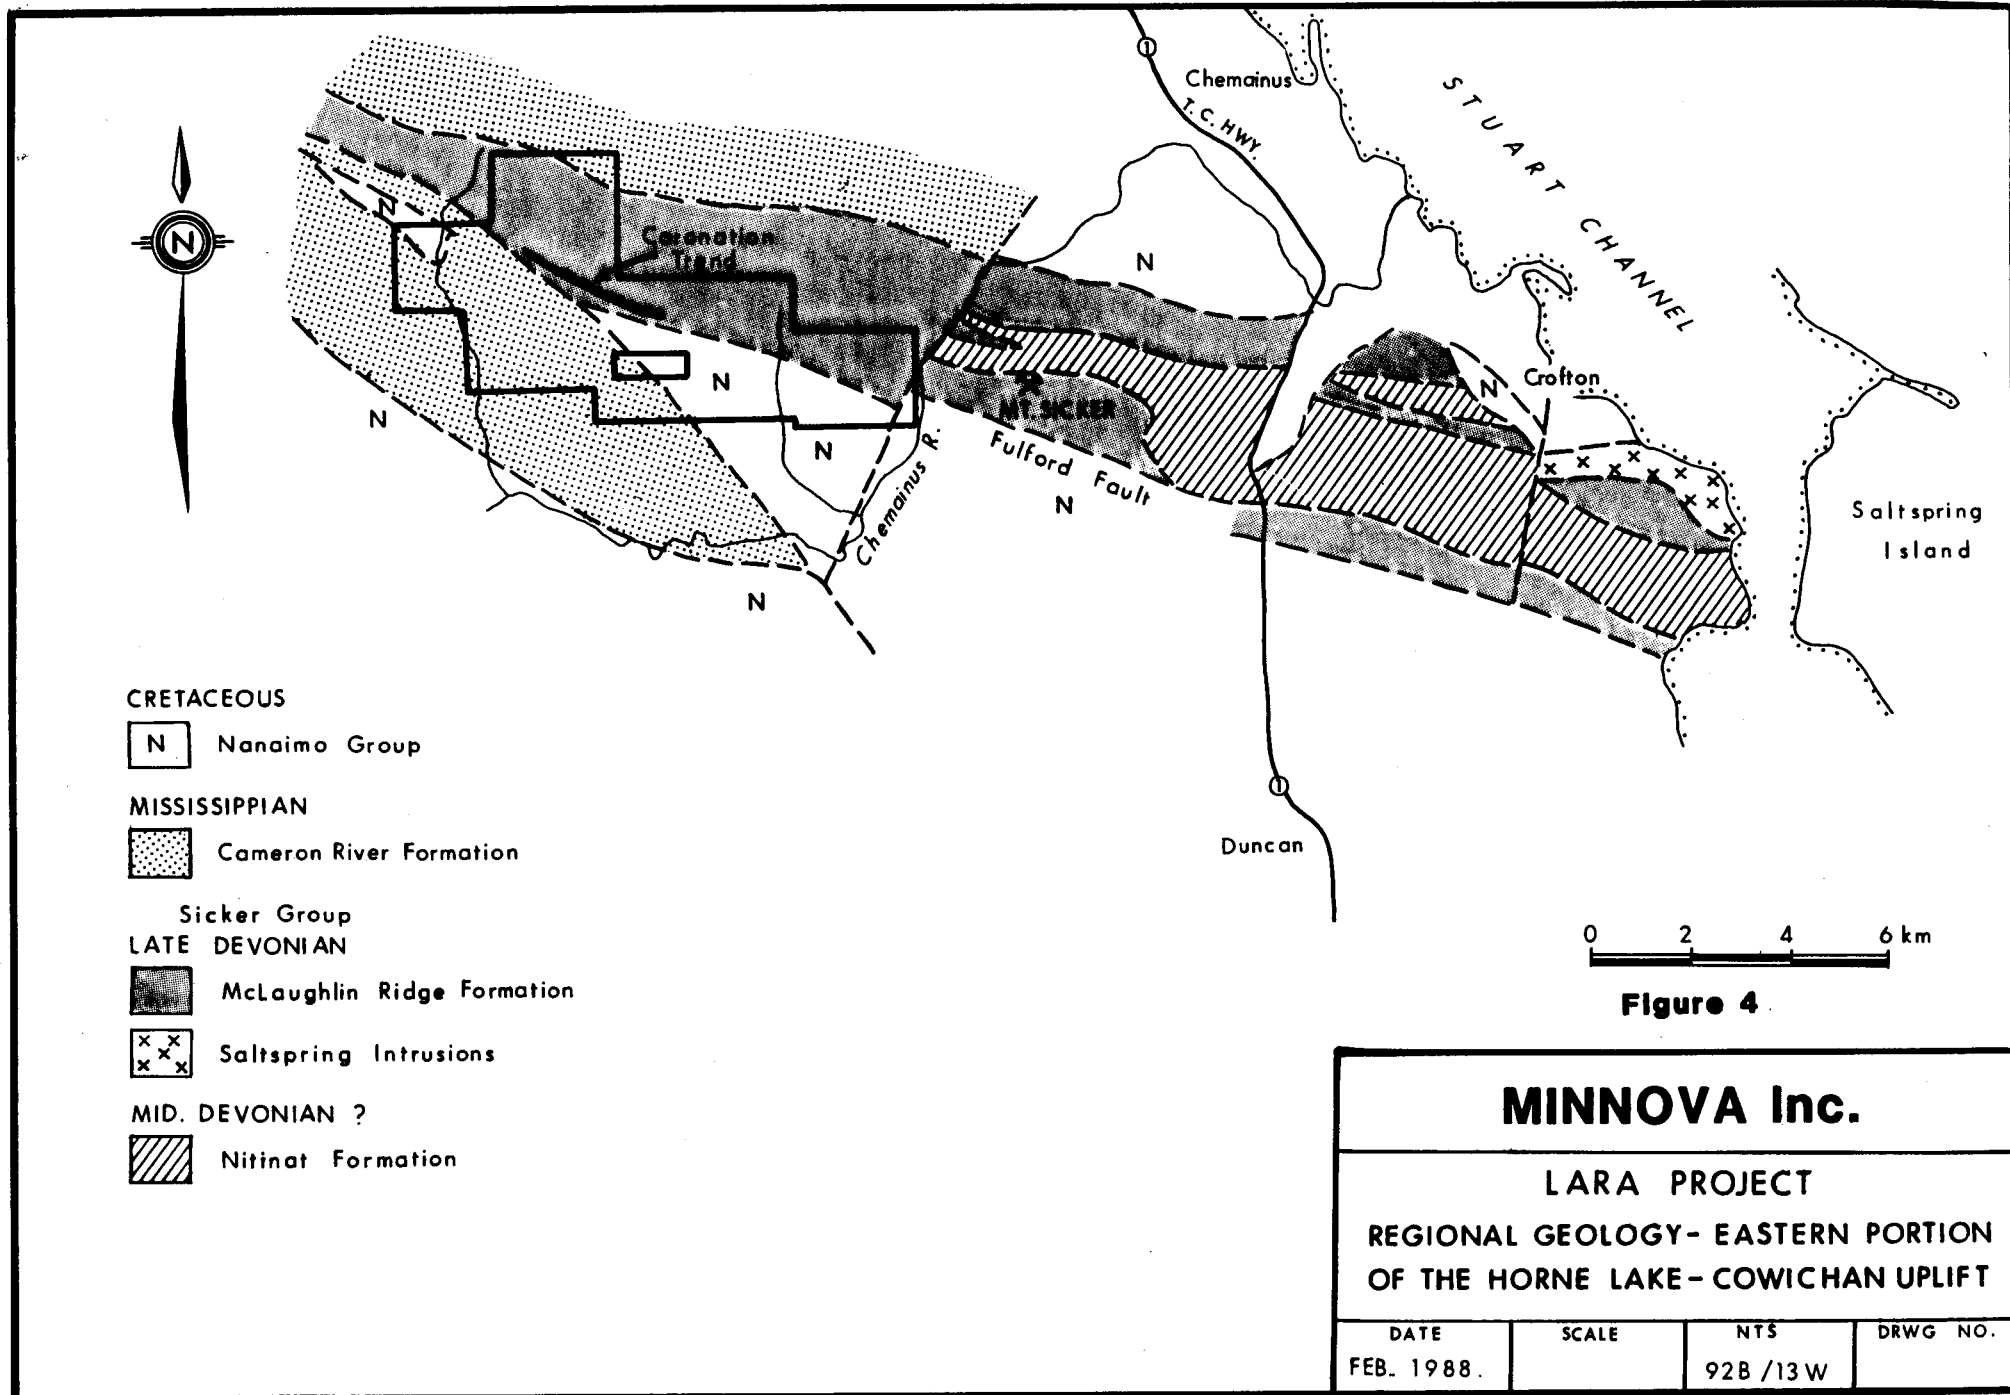 1
Chemainus
T.C. HWY.
STUART CHANNEL
N
N
Coronation
Trend
N
N
N
Crofton
MT. SICKER
N
N
Fulford Fault
N
Chemainus R.
Saltspring
Island
N
N
CRETACEOUS
N Nanaimo Group
MISSISSIPPIAN
Cameron River Formation
Sicker Group
LATE DEVONIAN
McLaughlin Ridge Formation
Saltspring Intrusions
MID. DEVONIAN ?
Nitinat Formation
1
Duncan
0 2 4 6 km
Figure 4
MINNOVA Inc.
LARA PROJECT
REGIONAL GEOLOGY- EASTERN PORTION
OF THE HORNE LAKE-COWICHAN UPLIFT
DATE SCALE NTS DRWG NO.
FEB. 1988. 92B/13W